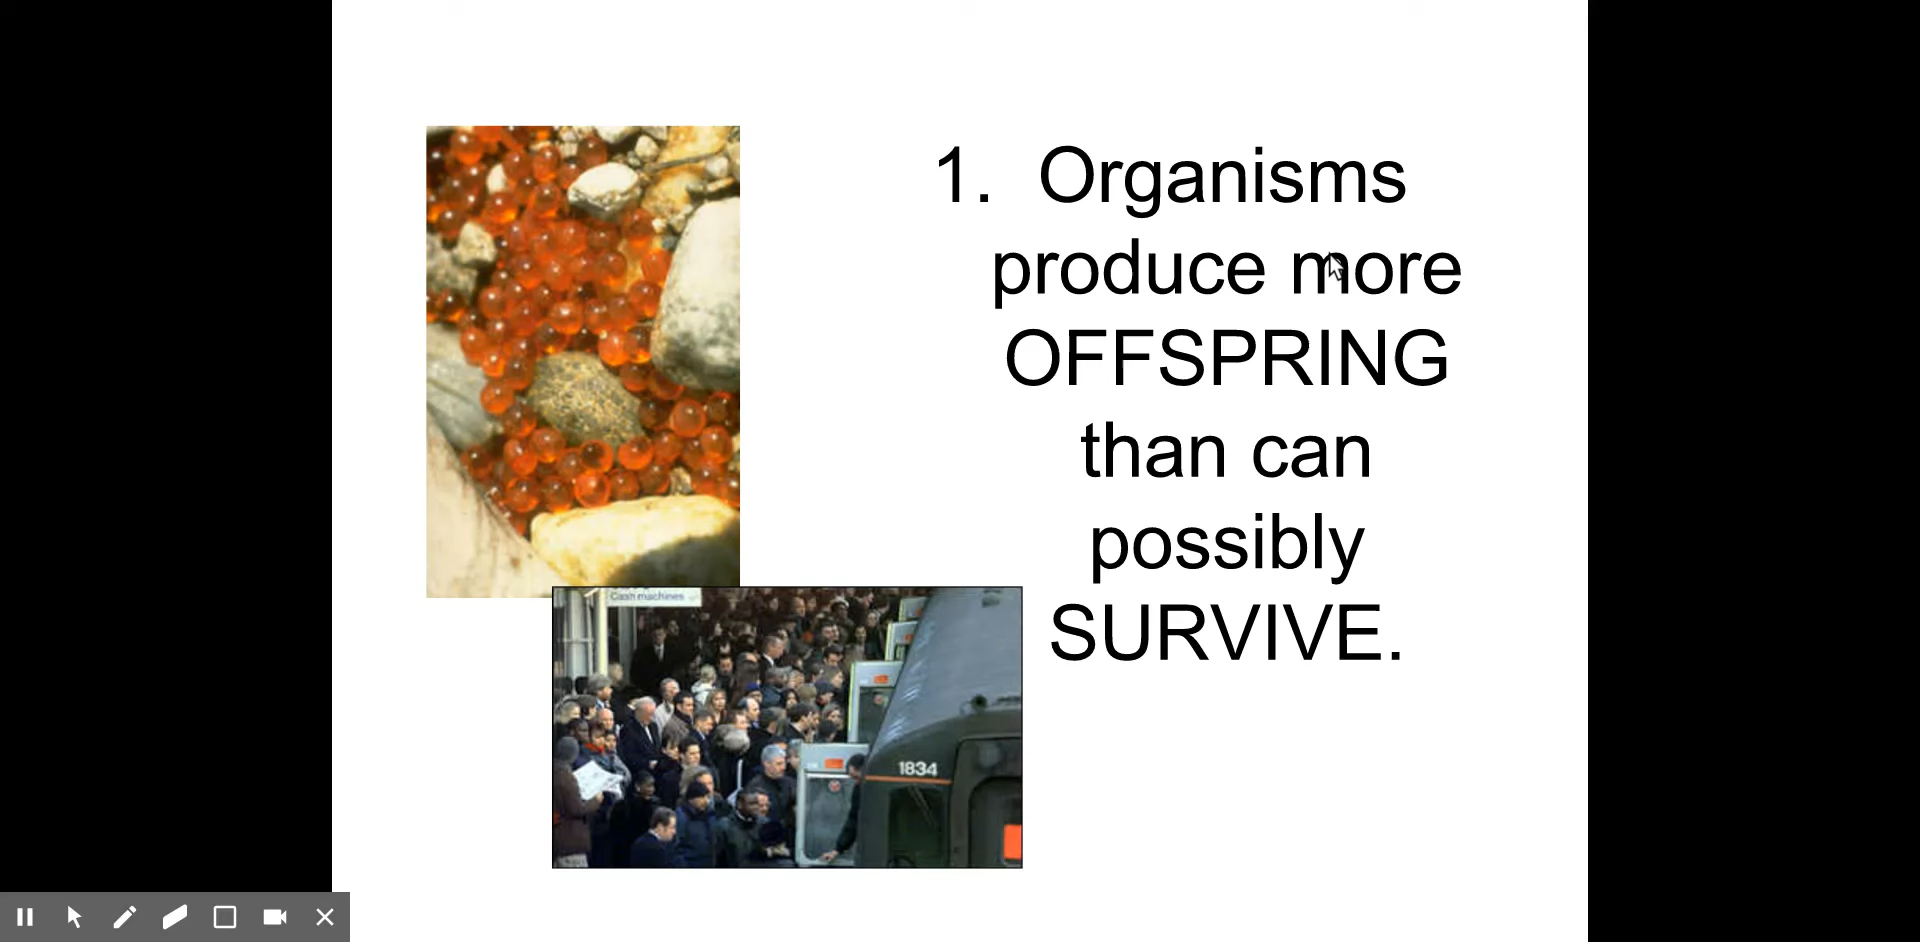 1. Organisms
produce more
OFFSPRING
than can
possibly
SURVIVE.
Cash machines
1834